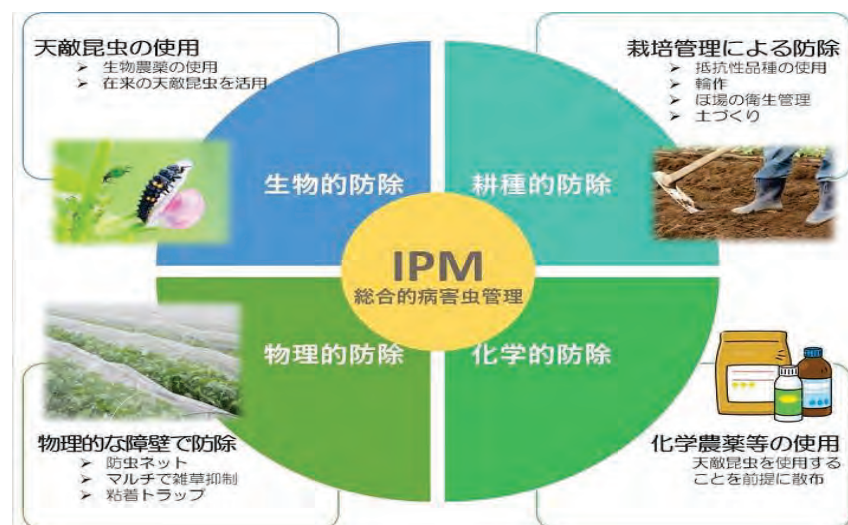 天敵昆虫の使用
➢ 生物農薬の使用
➢ 在来の天敵昆虫を活用
栽培管理による防除
➢ 抵抗性品種の使用
➢ 輪作
➢ ほ場の衛生管理
➢ 土づくり
生物的防除
耕種的防除
IPM
総合的病害虫管理
物理的防除
化学的防除
物理的な障壁で防除
➢ 防虫ネット
➢ マルチで雑草抑制
➢ 粘着トラップ
化学農薬等の使用
天敵昆虫を使用する
ことを前提に散布